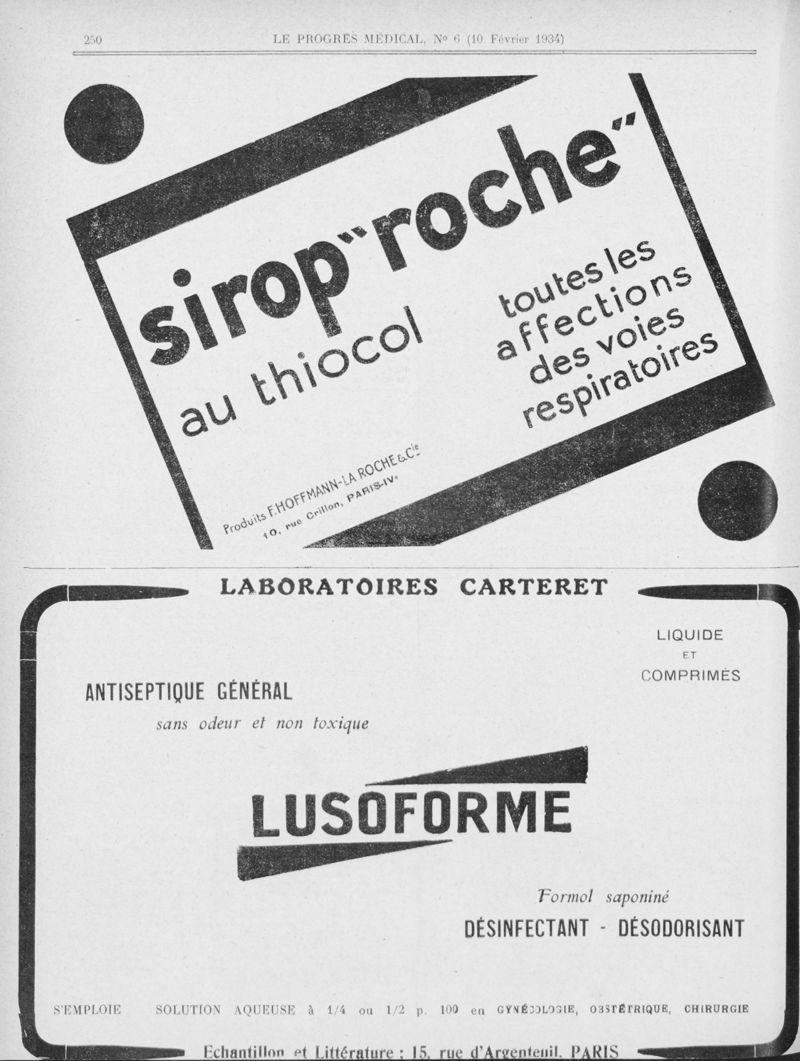 250
LE PROGRÈS MÉDICAL, Nº 6 (10 Février 1934)
sirop "roche"
au thiocol
toutes les
affections
des voies
respiratoires
Produits F. HOFFMANN-LA ROCHE & Cie
10, rue Crillon, PARIS-IVe
LABORATOIRES CARTERET
LIQUIDE
ET
COMPRIMÉS
ANTISEPTIQUE GÉNÉRAL
sans odeur et non toxique
LUSOFORME
Formol saponiné
DÉSINFECTANT - DÉSODORISANT
S'EMPLOIE SOLUTION AQUEUSE à 1/4 ou 1/2 p. 100 en GYNÉCOLOGIE, OBSTÉTRIQUE, CHIRURGIE
Echantillon et Littérature : 15, rue d'Argenteuil, PARIS